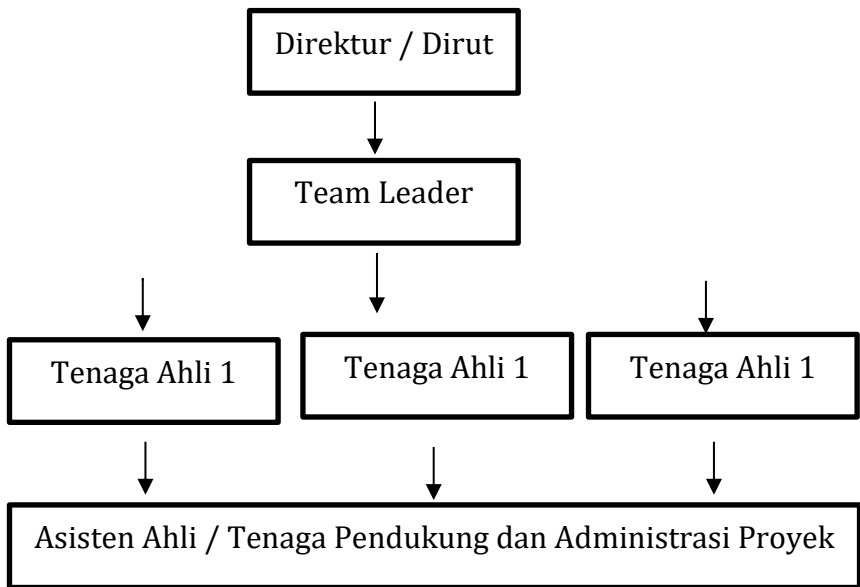 Direktur / Dirut
Team Leader
Tenaga Ahli 1
Tenaga Ahli 1
Tenaga Ahli 1
Asisten Ahli / Tenaga Pendukung dan Administrasi Proyek